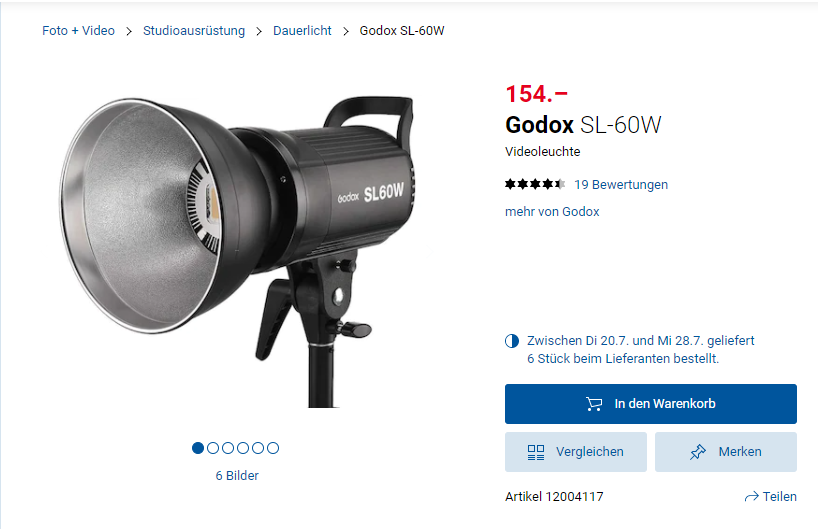 Foto + Video > Studioausrüstung > Dauerlicht > Godox SL-60W
Godox SL60W
154.–
Godox SL-60W
Videoleuchte
19 Bewertungen
mehr von Godox
Zwischen Di 20.7. und Mi 28.7. geliefert
6 Stück beim Lieferanten bestellt.
In den Warenkorb
Vergleichen
Merken
6 Bilder
Artikel 12004117
Teilen